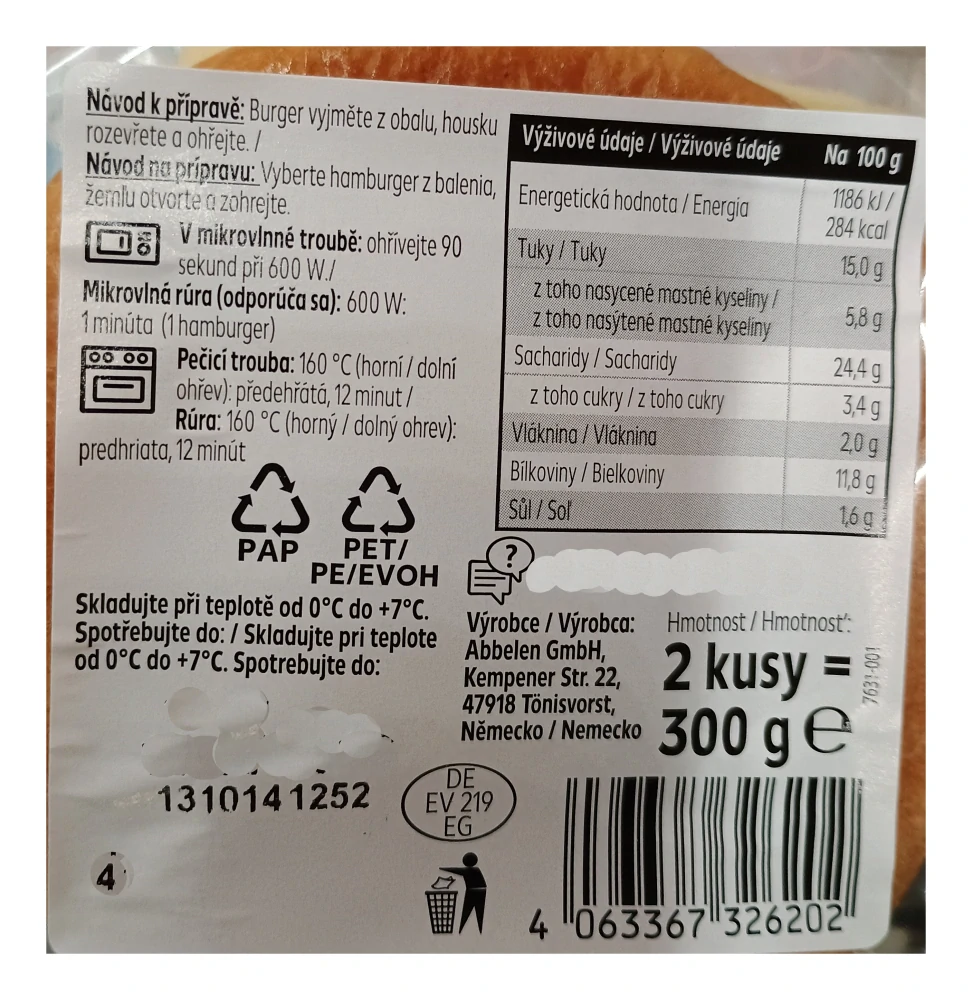 Návod k přípravě: Burger vyjměte z obalu, housku
rozevřete a ohřejte. /
Návod na prípravu: Vyberte hamburger z balenia,
žemľu otvorte a zohrejte.
V mikrovlnné troubě: ohřívejte 90
sekund při 600 W./
Mikrovlná rúra (odporúča sa): 600 W:
1 minúta (1 hamburger)
Pečicí trouba: 160 °C (horní / dolní
ohřev): předehřátá, 12 minut /
Rúra: 160 °C (horný / dolný ohrev):
predhriata, 12 minút
PAP
PET/
PE/EVOH
Skladujte při teplotě od 0°C do +7°C.
Spotřebujte do: / Skladujte pri teplote
od 0°C do +7°C. Spotrebujte do:
1310141252
4
Výživové údaje / Výživové údaje Na 100 g
Energetická hodnota / Energia 1186 kJ /
284 kcal
Tuky / Tuky 15,0 g
z toho nasycené mastné kyseliny /
z toho nasýtené mastné kyseliny 5,8 g
Sacharidy / Sacharidy 24,4 g
z toho cukry / z toho cukry 3,4 g
Vláknina / Vláknina 2,0 g
Bílkoviny / Bielkoviny 11,8 g
Sůl / Soľ 1,6 g
?
Výrobce / Výrobca:
Abbelen GmbH,
Kempener Str. 22,
47918 Tönisvorst,
Německo / Nemecko
Hmotnost / Hmotnosť:
2 kusy =
300 g e
7631-001
DE
EV 219
EG
4 063367 326202